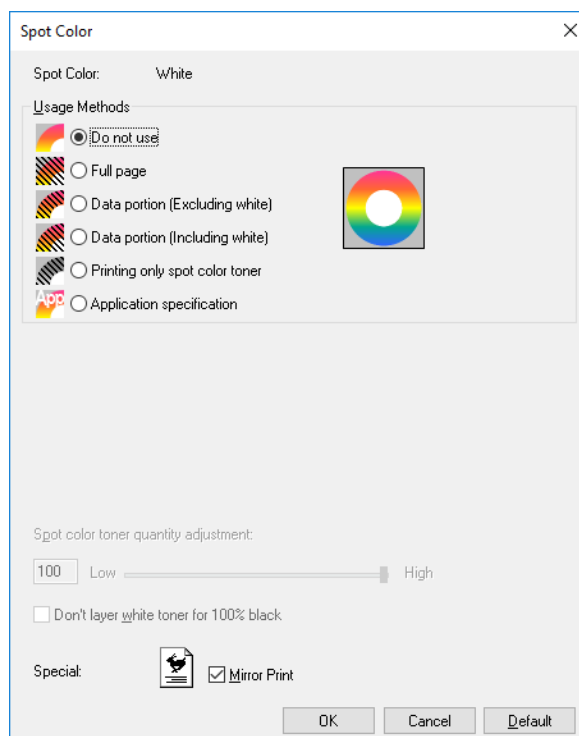 Spot Color
Spot Color: White
Usage Methods
Do not use
Full page
Data portion (Excluding white)
Data portion (Including white)
Printing only spot color toner
App Application specification
Spot color toner quantity adjustment:
100 Low High
Don't layer white toner for 100% black
Special: Mirror Print
OK Cancel Default